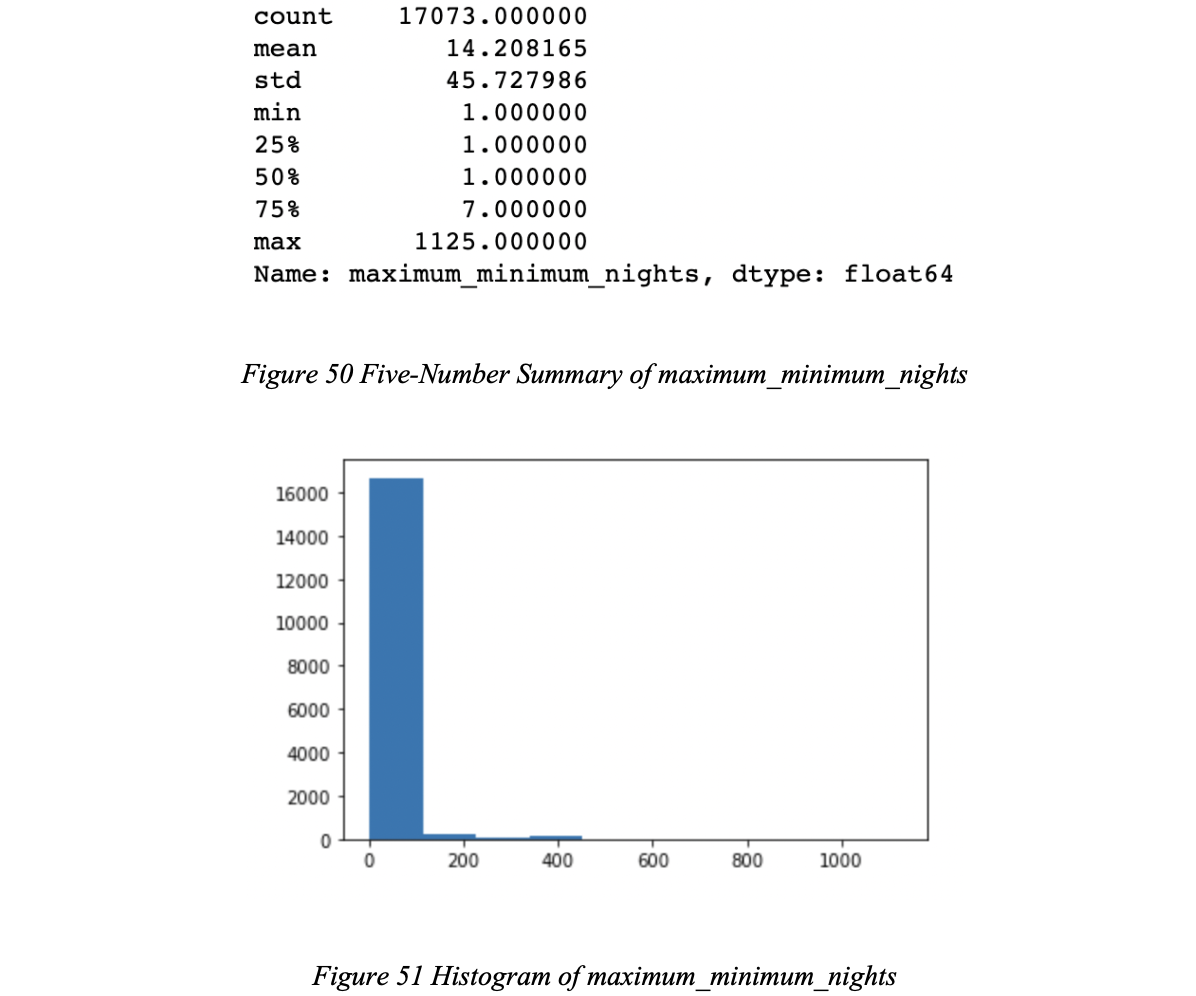 count 17073.000000
mean 14.208165
std 45.727986
min 1.000000
25% 1.000000
50% 1.000000
75% 7.000000
max 1125.000000
Name: maximum_minimum_nights, dtype: float64
Figure 50 Five-Number Summary of maximum_minimum_nights
16000
14000
12000
10000
8000
6000
4000
2000
0
0 200 400 600 800 1000
Figure 51 Histogram of maximum_minimum_nights